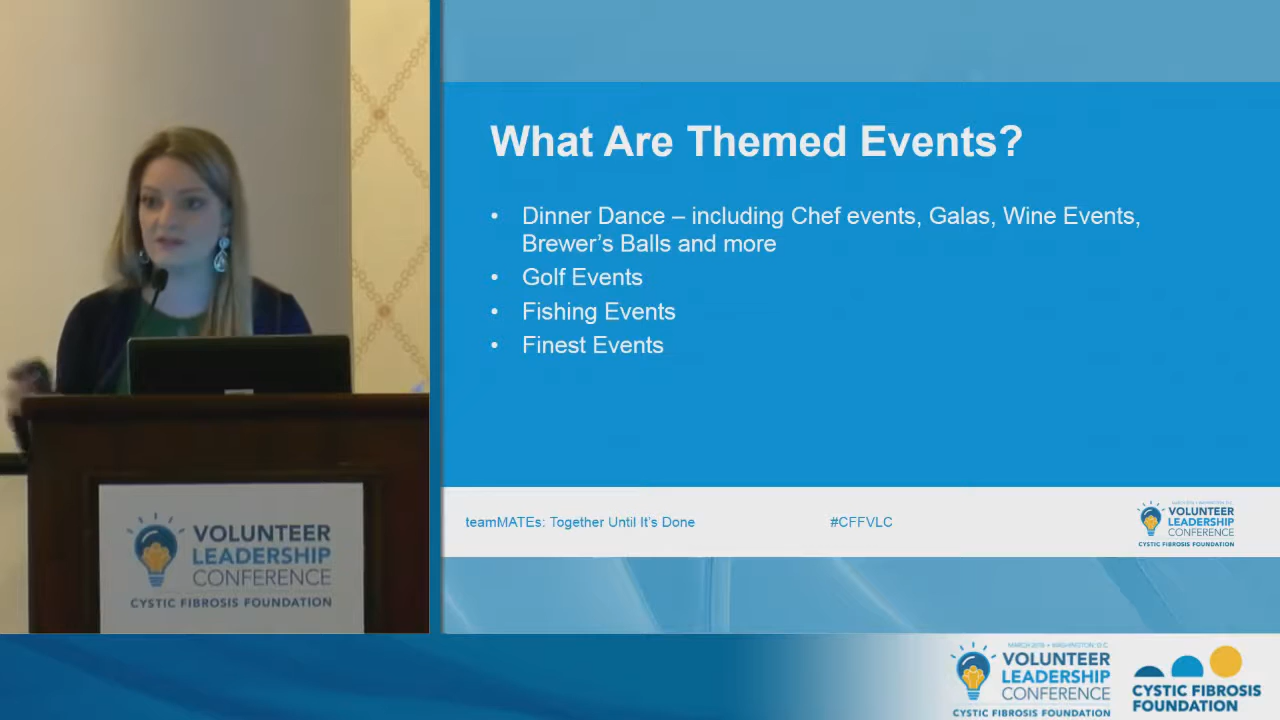 What Are Themed Events?
• Dinner Dance – including Chef events, Galas, Wine Events,
Brewer's Balls and more
• Golf Events
• Fishing Events
• Finest Events
teamMATEs: Together Until It's Done
#CFFVLC
VOLUNTEER
LEADERSHIP
CONFERENCE
CYSTIC FIBROSIS FOUNDATION
VOLUNTEER
LEADERSHIP
CONFERENCE
CYSTIC FIBROSIS FOUNDATION
VOLUNTEER
LEADERSHIP
CONFERENCE
CYSTIC FIBROSIS FOUNDATION
CYSTIC FIBROSIS
FOUNDATION